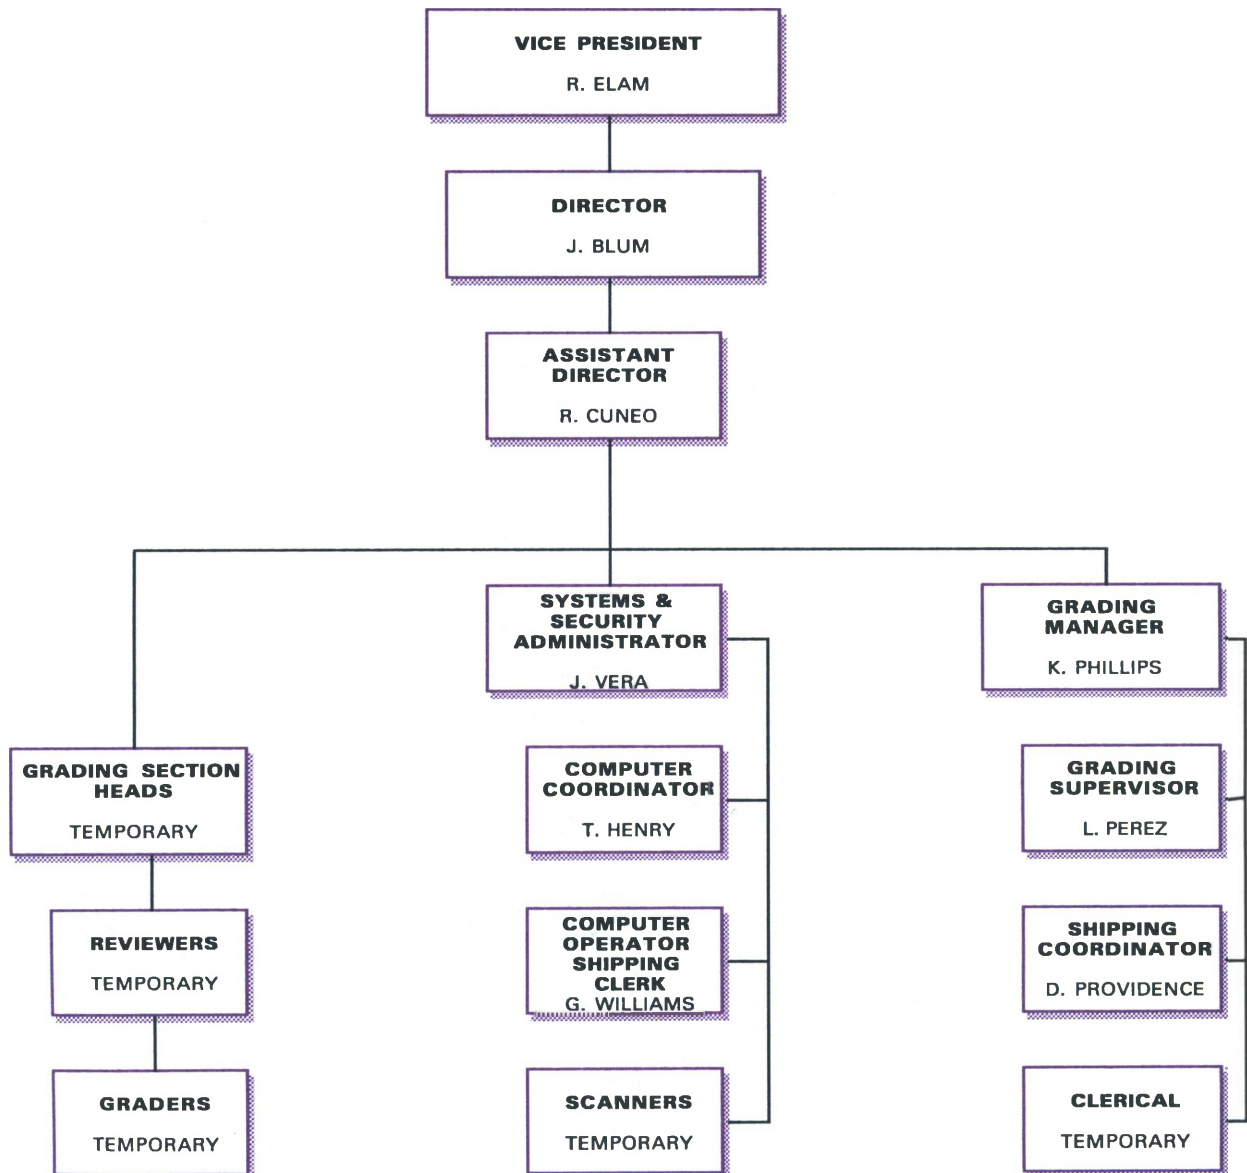 VICE PRESIDENT
R. ELAM
DIRECTOR
J. BLUM
ASSISTANT
DIRECTOR
R. CUNEO
SYSTEMS &
SECURITY
ADMINISTRATOR
J. VERA
GRADING
MANAGER
K. PHILLIPS
GRADING SECTION
HEADS
TEMPORARY
COMPUTER
COORDINATOR
T. HENRY
GRADING
SUPERVISOR
L. PEREZ
REVIEWERS
TEMPORARY
COMPUTER
OPERATOR
SHIPPING
CLERK
G. WILLIAMS
SHIPPING
COORDINATOR
D. PROVIDENCE
GRADERS
TEMPORARY
SCANNERS
TEMPORARY
CLERICAL
TEMPORARY